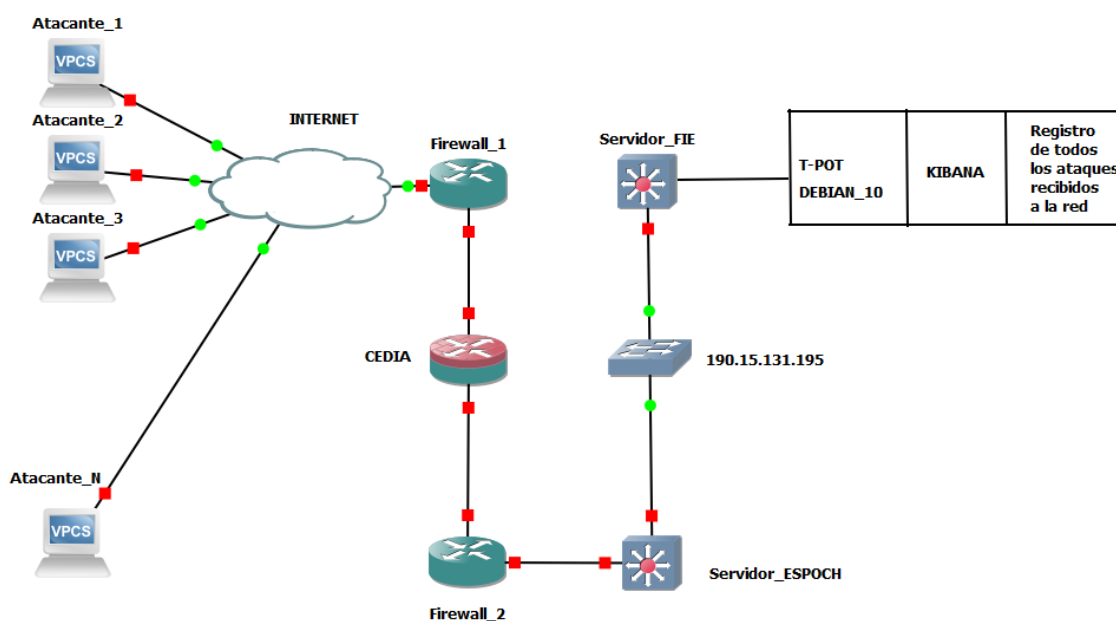 Atacante_1
VPCS
Atacante_2
VPCS
Atacante_3
VPCS
Atacante_N
VPCS
INTERNET
Firewall_1
CEDIA
Firewall_2
Servidor_ESPOCH
190.15.131.195
Servidor_FIE
T-POT
DEBIAN_10
KIBANA
Registro
de todos
los ataques
recibidos
a la red